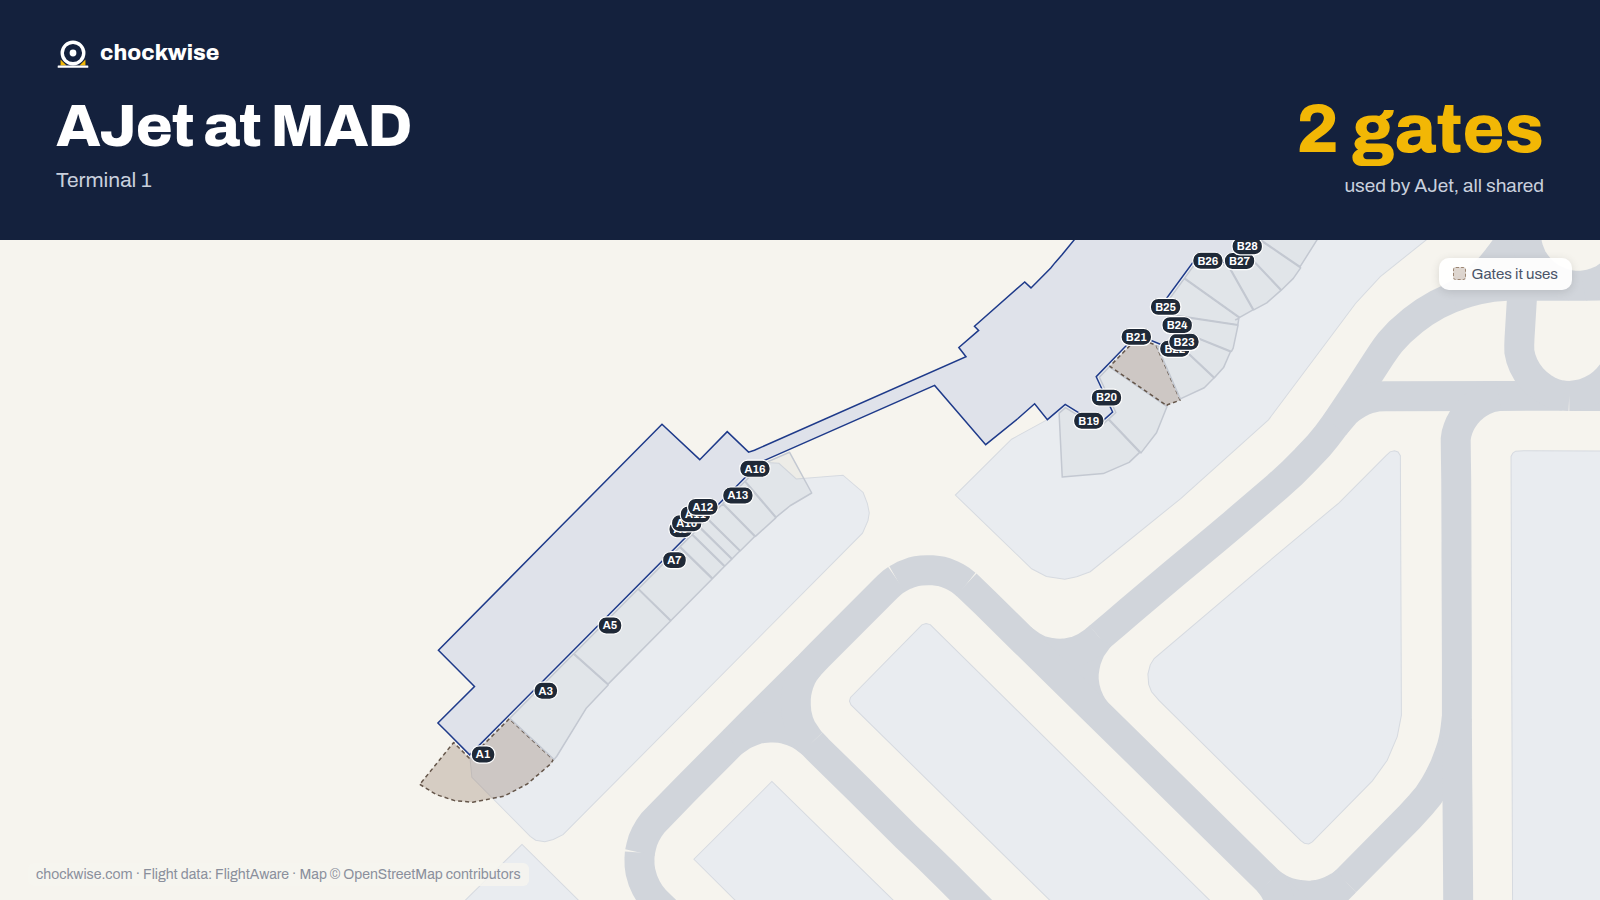 chockwise
AJet at MAD
Terminal 1
2 gates
used by AJet, all shared
Gates it uses
B28
B26
B27
B25
B24
B21
B23
B20
B19
A16
A13
A12
A10
A7
A5
A3
A1
chockwise.com · Flight data: FlightAware · Map © OpenStreetMap contributors